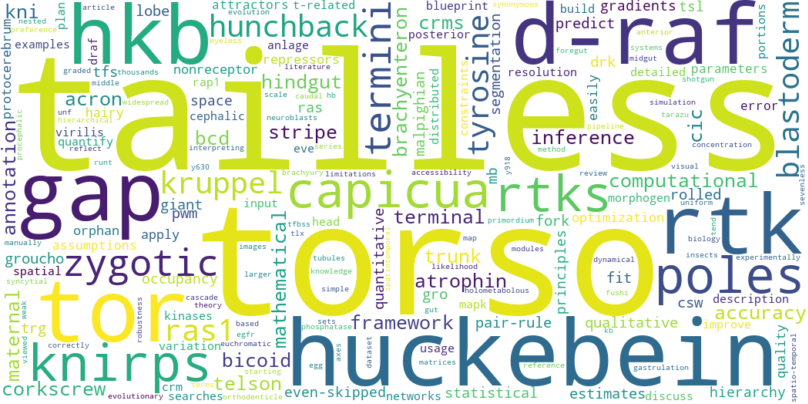 kni
hkb
lobe
attractors
t-related
evolution
article
blueprint
gradients
tsl
nested
preference
plan
hunchback
crms
build
d-raf
synonymous
anterior
portions
examples
draf
anlage
posterior
predict
foregut
systems
midgut
graded
thousands
tfs
nonreceptor
repressors
literature
resolution
detailed
parameters
blastoderm
protocerebrum
middle
rap1
hindgut
scale
caudal
hb
termini
brachyenteron
malpighian
distributed
tyrosine
segmentation
constraints
drk
easily
shotgun
acron
ras
neuroblasts
simulation
tarazu
error
widespread
space
unf
hierarchical
virilis
cephalic
interpreting
series
pipeline
concentration
annotation
hairy
procephalic
reflect
runt
bcd
stripe
eve
inference
cic
method
tailless
quantify
y630
brachyury
limitations
accessibility
mb
y918
review
visual
sevenless
gap
kruppel
capicua
rtks
computational
rolled
manually
orphan
pwm
giant
input
tfbss
head
fork
morphogen
uniform
tend
groucho
assumptions
apply
tlx
terminal
primordium
optimization
rtk
insects
experimentally
spatial
occupancy
mathematical
images
larger
map
modules
biology
syncytial
zygotic
torso
quantitative
trunk
likelihood
principles
dynamical
poles
maternal
weak
viewed
tor
gro
atrophin
holometabolous
fit
fushi
tubules
knowledge
simple
gut
mapk
csw
description
trg
robustness
cascade
theory
kinases
ras1
sets
phosphatase
framework
pair-rule
qualitative
kb
improve
accuracy
correctly
variation
based
egfr
euchromatic
usage
huckebein
quality
spatio-temporal
knirps
bicoid
egg
axes
dataset
matrices
reference
gastrulation
corkscrew
crm
telson
starting
even-skipped
statistical
estimates
hierarchy
evolutionary
searches
orthodenticle
networks
discuss